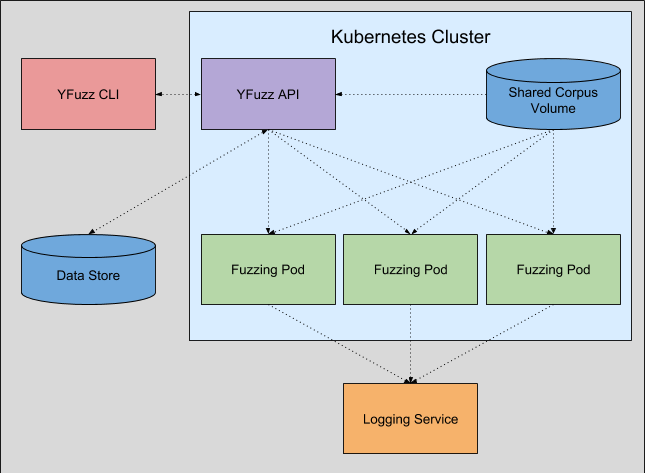 Kubernetes Cluster
YFuzz CLI
YFuzz API
Shared Corpus
Volume
Data Store
Fuzzing Pod
Fuzzing Pod
Fuzzing Pod
Logging Service